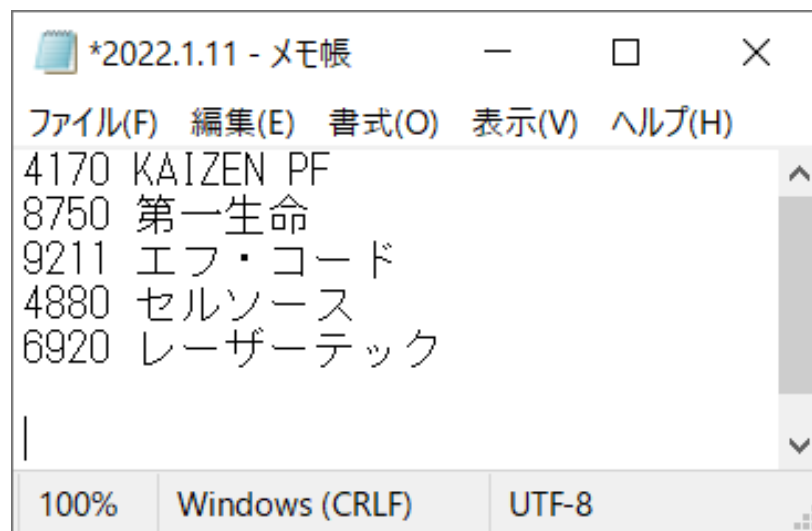 *2022.1.11 - メモ帳
ファイル(F) 編集(E) 書式(O) 表示(V) ヘルプ(H)
4170 KAIZEN PF
8750 第一生命
9211 エフ・コード
4880 セルソース
6920 レーザーテック
100% Windows (CRLF) UTF-8